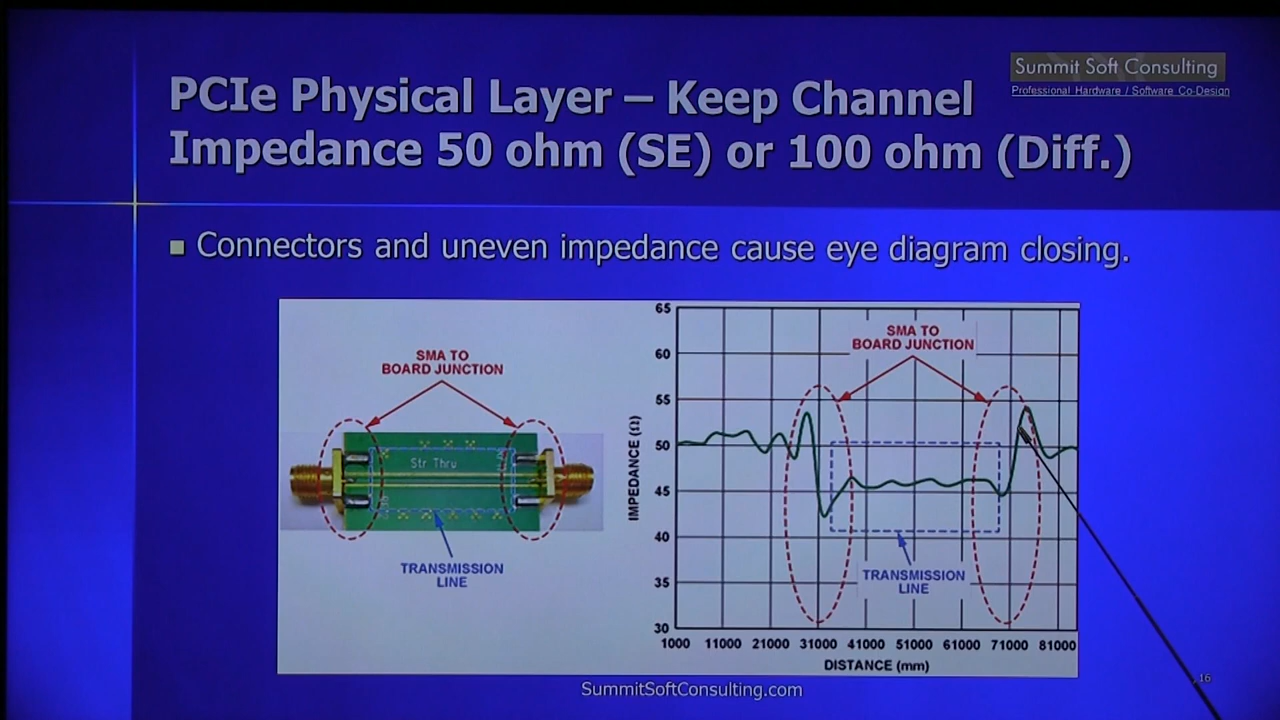 Summit Soft Consulting
Professional Hardware / Software Co-Design
PCIe Physical Layer – Keep Channel
Impedance 50 ohm (SE) or 100 ohm (Diff.)
Connectors and uneven impedance cause eye diagram closing.
SMA TO
BOARD JUNCTION
Str Thru
TRANSMISSION
LINE
65
60
55
50
45
40
35
30
IMPEDANCE (Ω)
SMA TO
BOARD JUNCTION
TRANSMISSION
LINE
1000 11000 21000 31000 41000 51000 61000 71000 81000
DISTANCE (mm)
SummitSoftConsulting.com
16